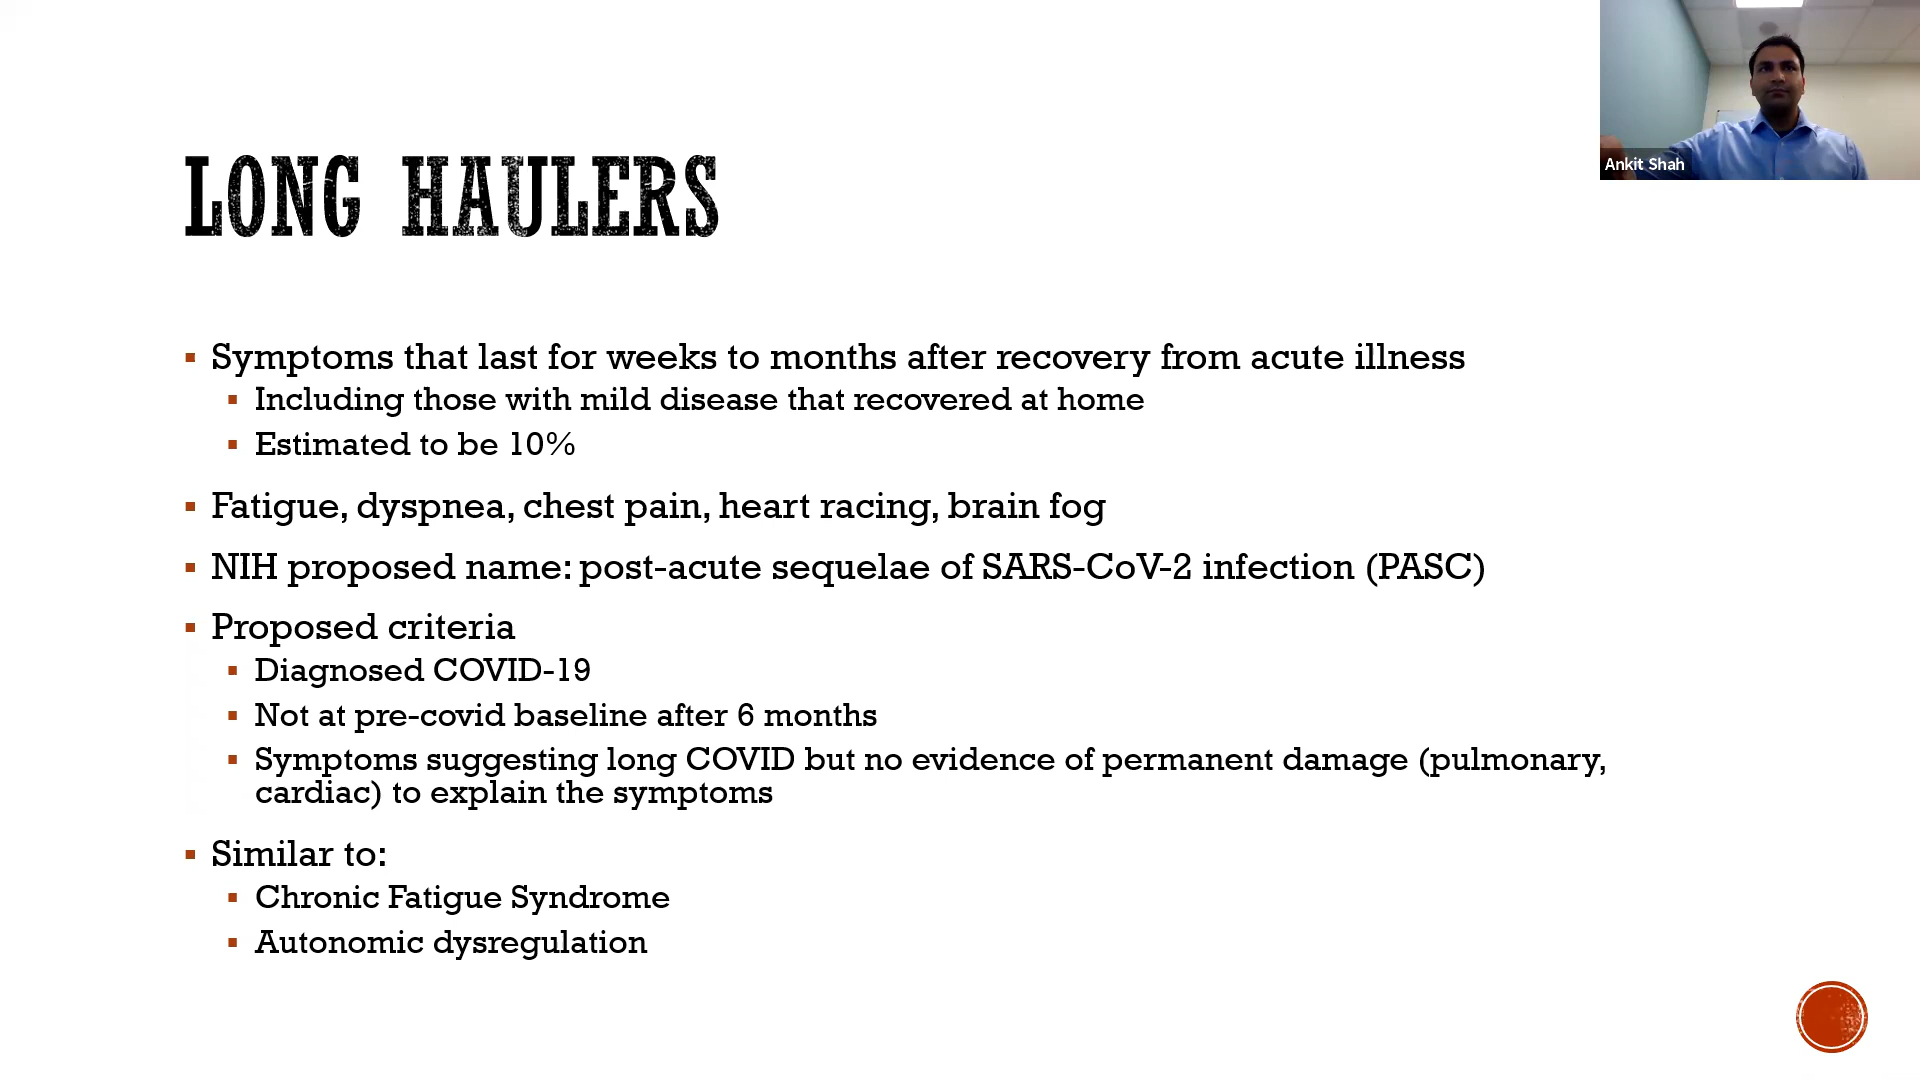 LONG HAULERS
Ankit Shah
▪ Symptoms that last for weeks to months after recovery from acute illness
▪ Including those with mild disease that recovered at home
▪ Estimated to be 10%
▪ Fatigue, dyspnea, chest pain, heart racing, brain fog
▪ NIH proposed name: post-acute sequelae of SARS-CoV-2 infection (PASC)
▪ Proposed criteria
▪ Diagnosed COVID-19
▪ Not at pre-covid baseline after 6 months
▪ Symptoms suggesting long COVID but no evidence of permanent damage (pulmonary,
cardiac) to explain the symptoms
▪ Similar to:
▪ Chronic Fatigue Syndrome
▪ Autonomic dysregulation